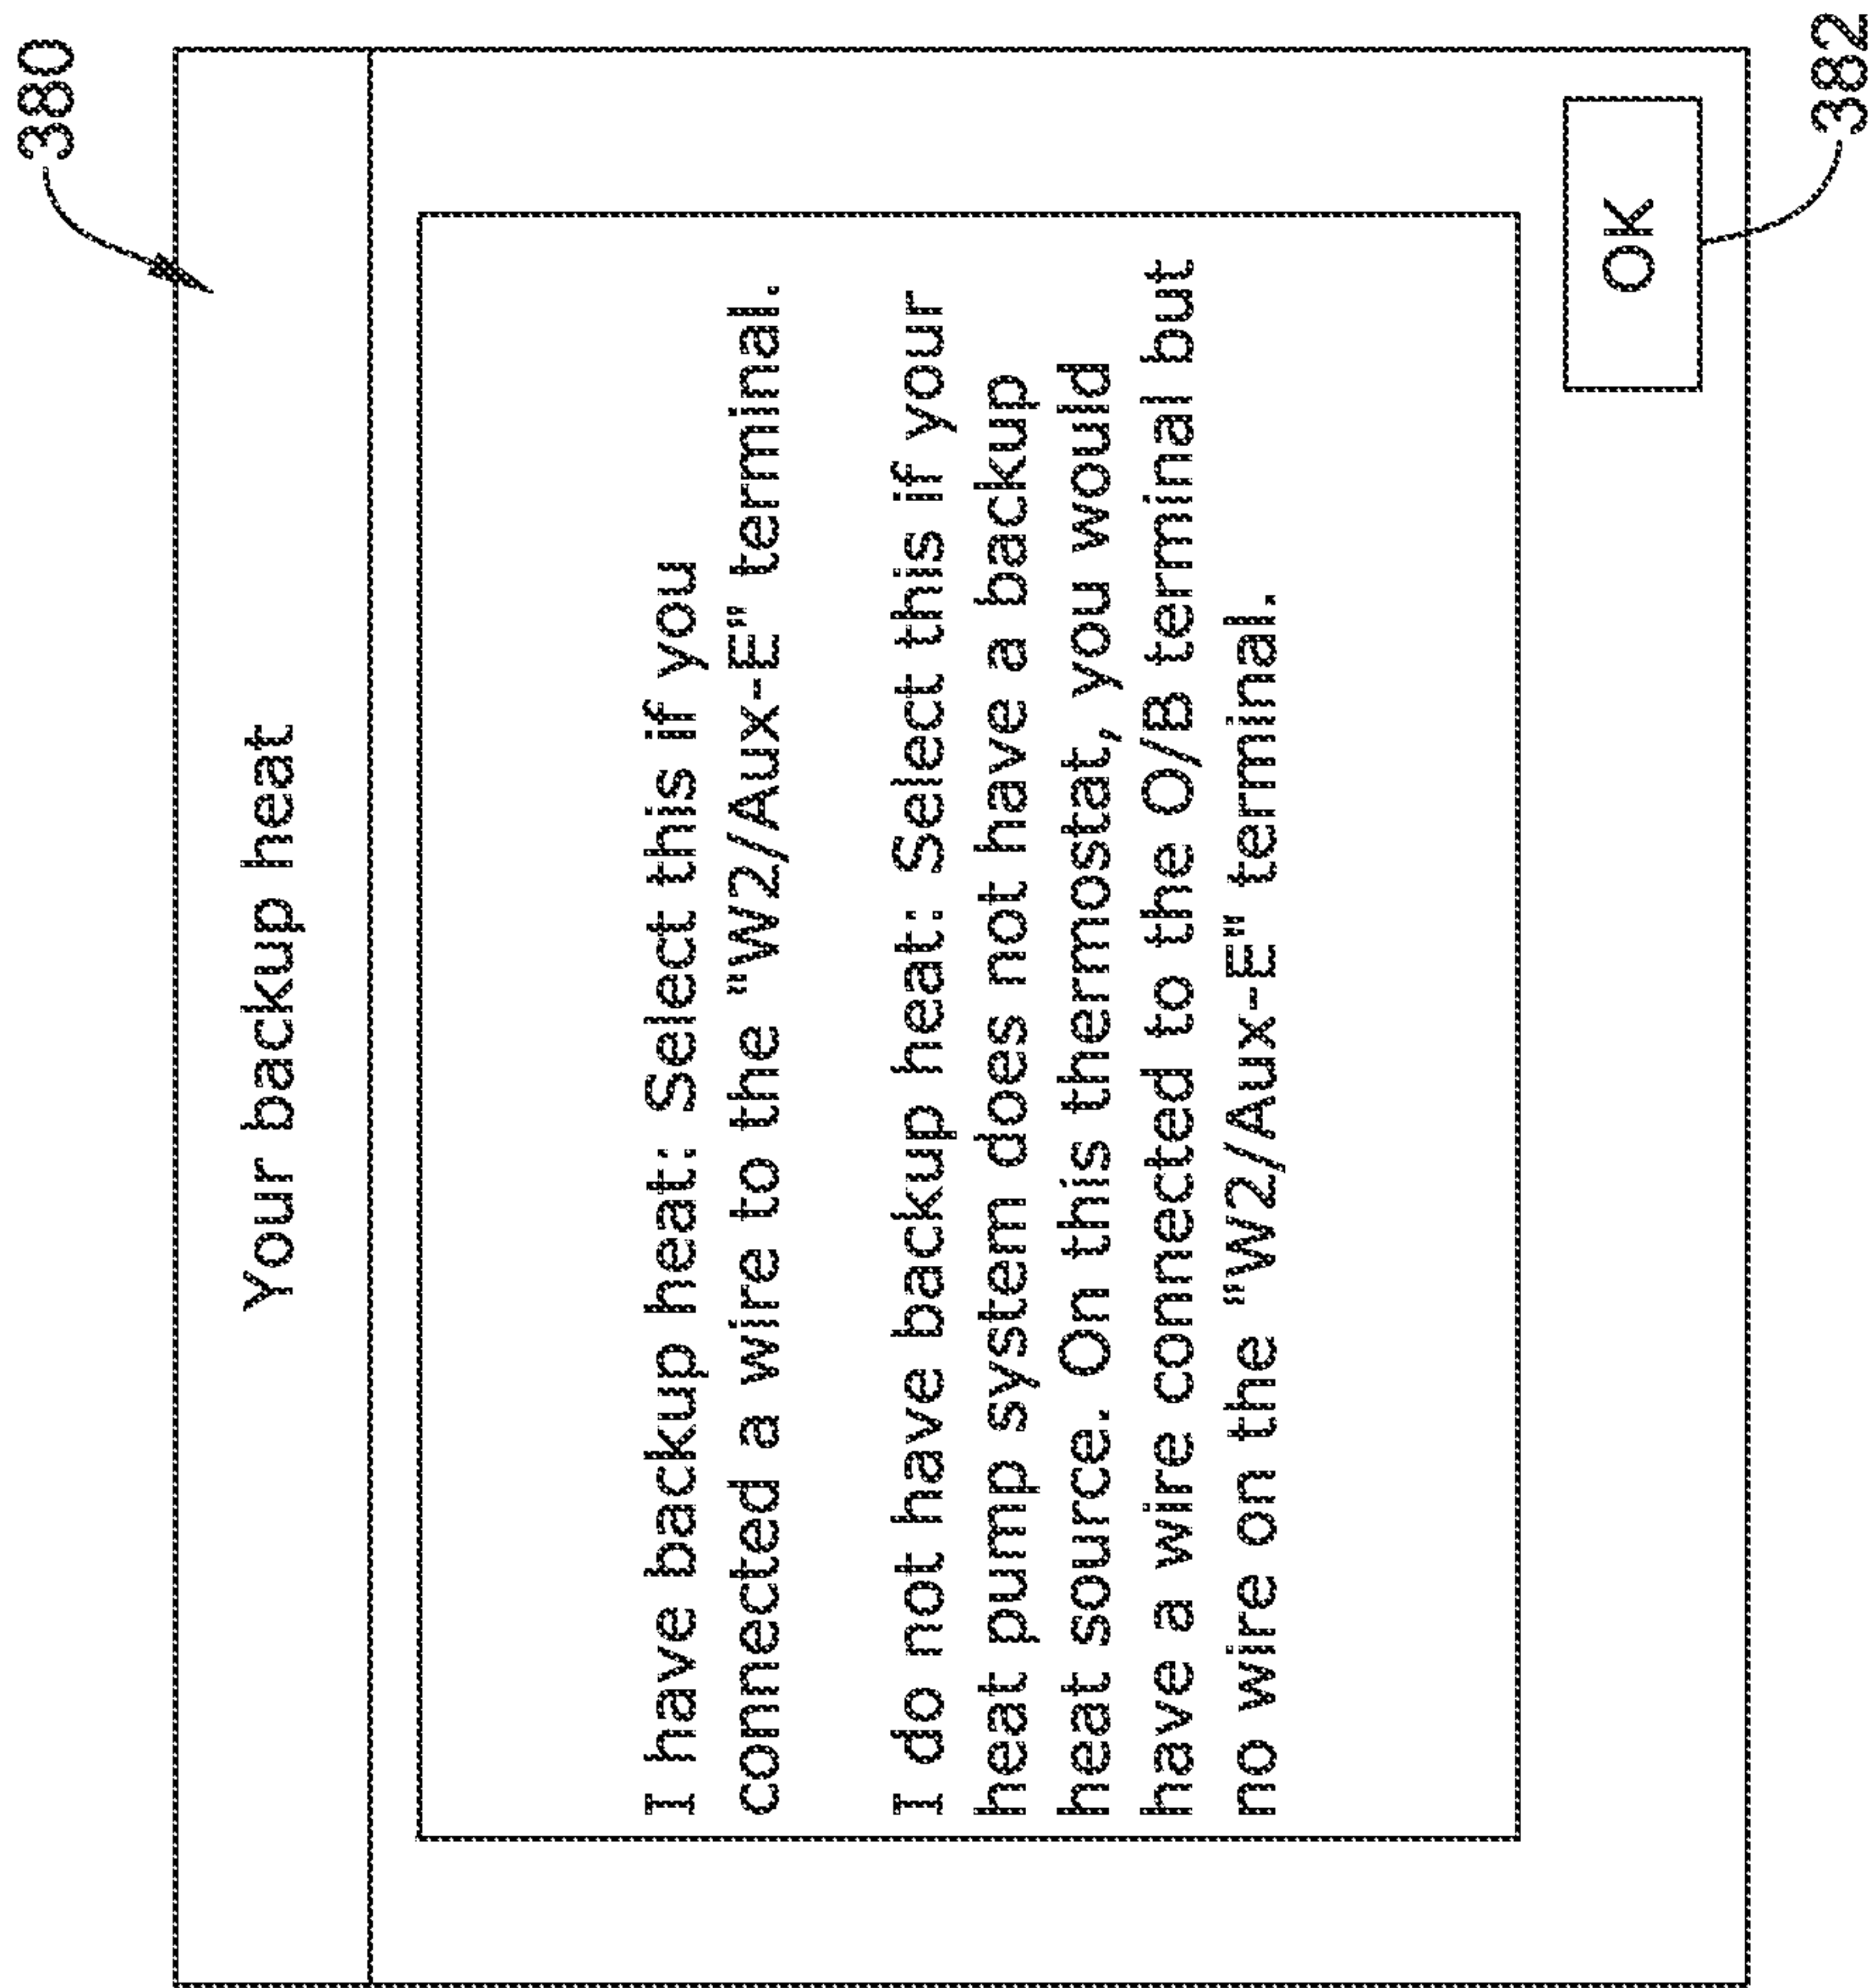 380
Your backup heat
I have backup heat: Select this if you
connected a wire to the "W2/Aux-E" terminal.
I do not have backup heat: Select this if your
heat pump system does not have a backup
heat source. On this thermostat, you would
have a wire connected to the O/B terminal but
no wire on the "W2/Aux-E" terminal.
OK
382